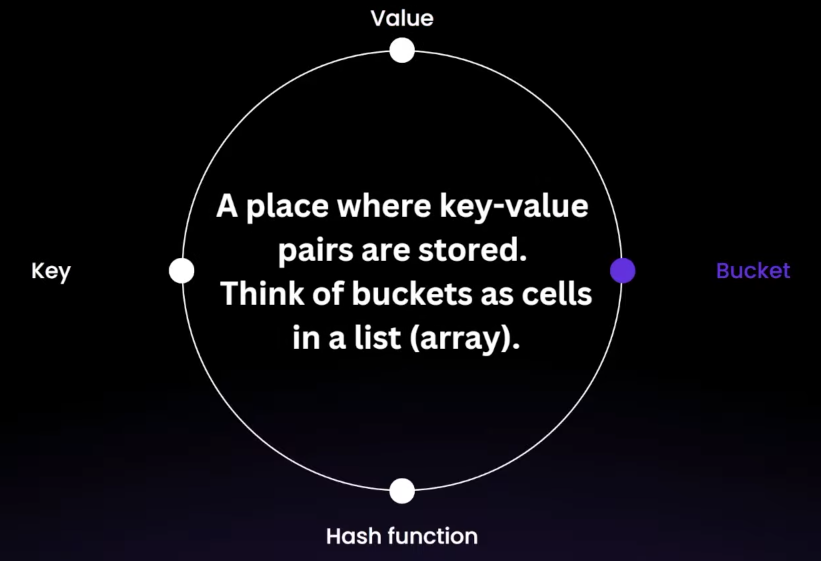 Value
A place where key-value
pairs are stored.
Think of buckets as cells
in a list (array).
Key
Bucket
Hash function